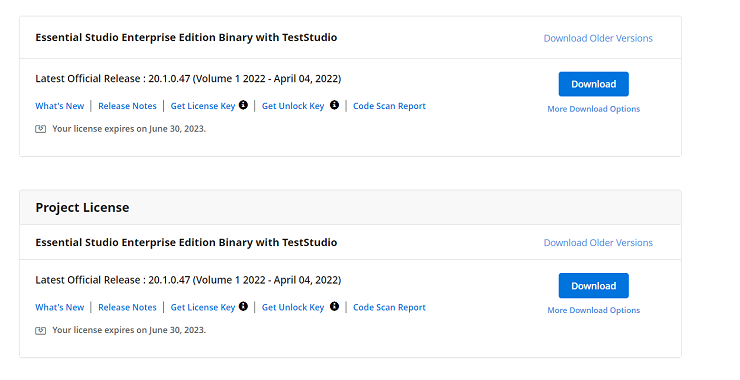 Essential Studio Enterprise Edition Binary with TestStudio
Download Older Versions
Latest Official Release : 20.1.0.47 (Volume 1 2022 - April 04, 2022)
Download
What's New | Release Notes | Get License Key | Get Unlock Key | Code Scan Report
More Download Options
Your license expires on June 30, 2023.
Project License
Essential Studio Enterprise Edition Binary with TestStudio
Download Older Versions
Latest Official Release : 20.1.0.47 (Volume 1 2022 - April 04, 2022)
Download
What's New | Release Notes | Get License Key | Get Unlock Key | Code Scan Report
More Download Options
Your license expires on June 30, 2023.